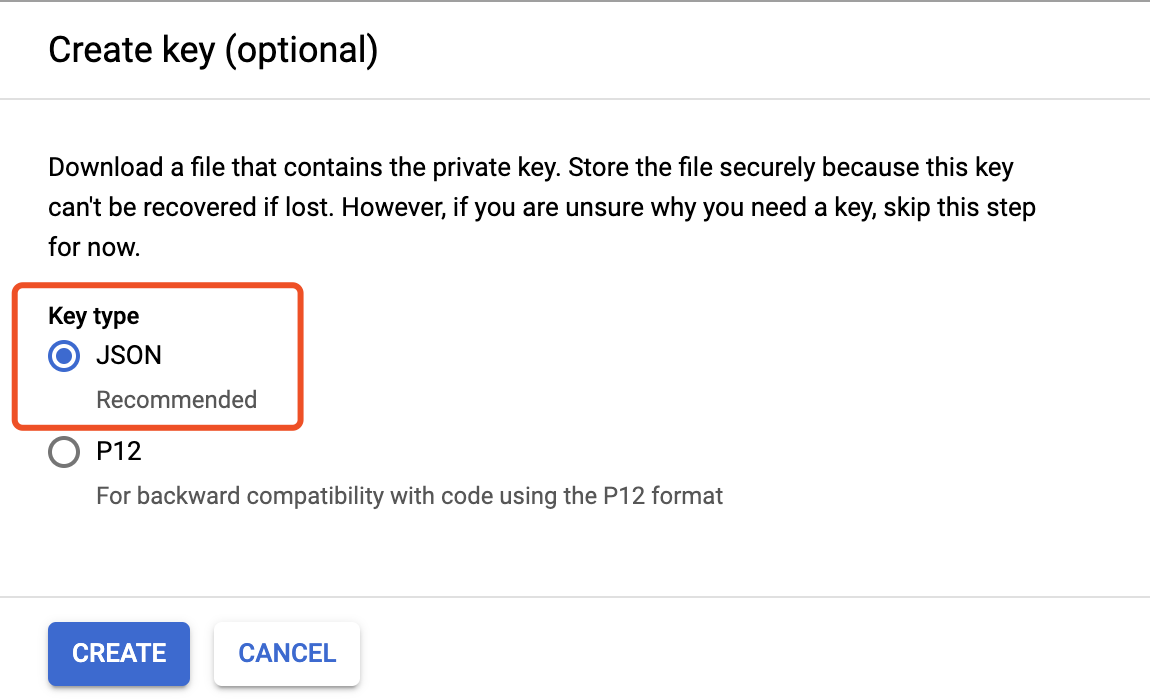 Create key (optional)
Download a file that contains the private key. Store the file securely because this key
can't be recovered if lost. However, if you are unsure why you need a key, skip this step
for now.
Key type
JSON
Recommended
P12
For backward compatibility with code using the P12 format
CREATE
CANCEL